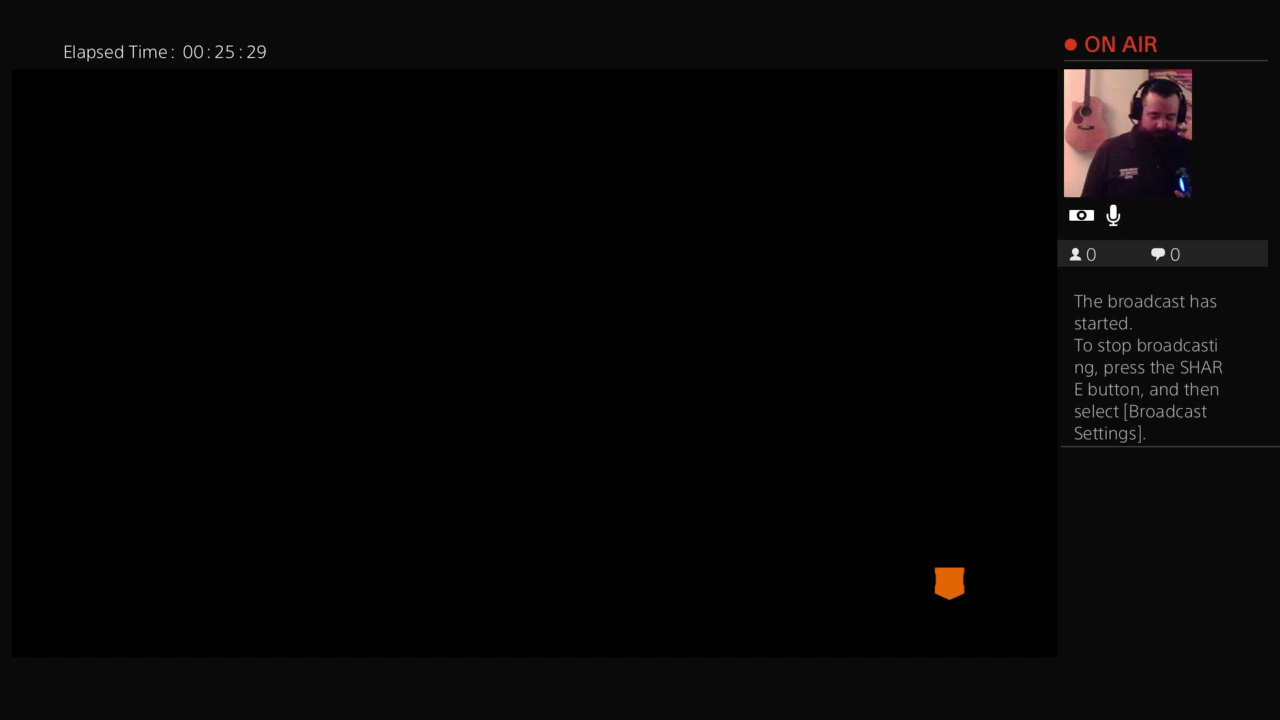 Elapsed Time: 00:25:29
ON AIR
0 0
The broadcast has
started.
To stop broadcasti
ng, press the SHAR
E button, and then
select [Broadcast
Settings].